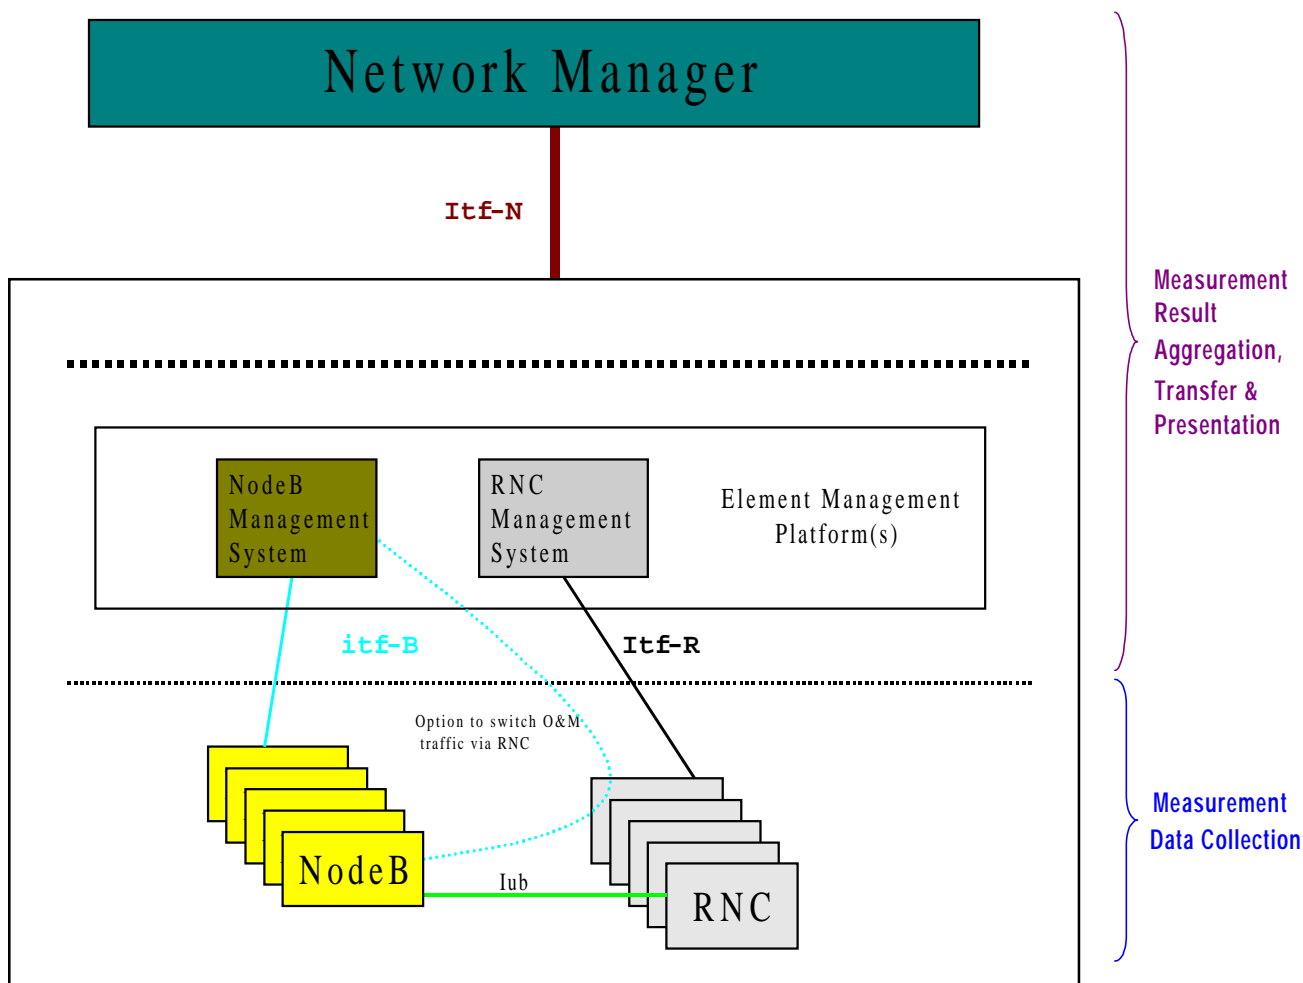 Network Manager
Itf-N
Measurement
Result
Aggregation,
Transfer &
Presentation
NodeB
Management
System
RNC
Management
System
Element Management
Platform(s)
itf-B
Itf-R
Option to switch O&M
traffic via RNC
Measurement
Data Collection
NodeB
Iub
RNC